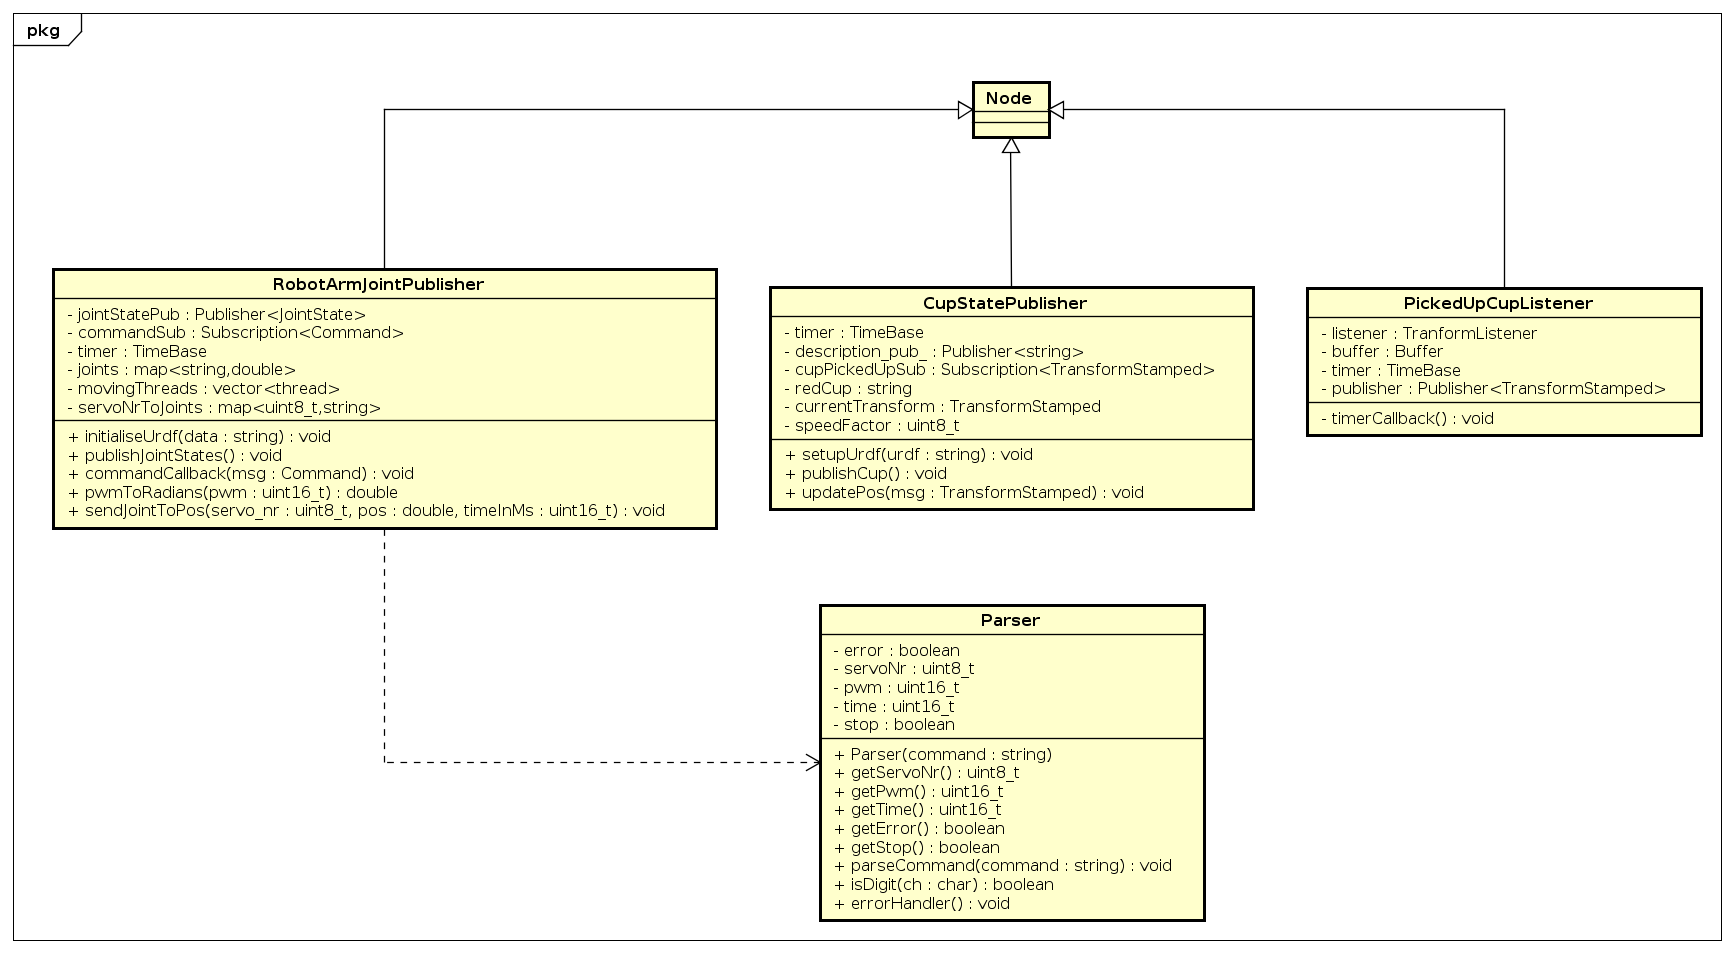 pkg
Node
RobotArmJointPublisher
- jointStatePub : Publisher<JointState>
- commandSub : Subscription<Command>
- timer : TimeBase
- joints : map<string,double>
- movingThreads : vector<thread>
- servoNrToJoints : map<uint8_t,string>
+ initialiseUrdf(data : string) : void
+ publishJointStates() : void
+ commandCallback(msg : Command) : void
+ pwmToRadians(pwm : uint16_t) : double
+ sendJointToPos(servo_nr : uint8_t, pos : double, timeInMs : uint16_t) : void
CupStatePublisher
- timer : TimeBase
- description_pub_ : Publisher<string>
- cupPickedUpSub : Subscription<TransformStamped>
- redCup : string
- currentTransform : TransformStamped
- speedFactor : uint8_t
+ setupUrdf(urdf : string) : void
+ publishCup() : void
+ updatePos(msg : TransformStamped) : void
PickedUpCupListener
- listener : TranformListener
- buffer : Buffer
- timer : TimeBase
- publisher : Publisher<TransformStamped>
- timerCallback() : void
Parser
- error : boolean
- servoNr : uint8_t
- pwm : uint16_t
- time : uint16_t
- stop : boolean
+ Parser(command : string)
+ getServoNr() : uint8_t
+ getPwm() : uint16_t
+ getTime() : uint16_t
+ getError() : boolean
+ getStop() : boolean
+ parseCommand(command : string) : void
+ isDigit(ch : char) : boolean
+ errorHandler() : void